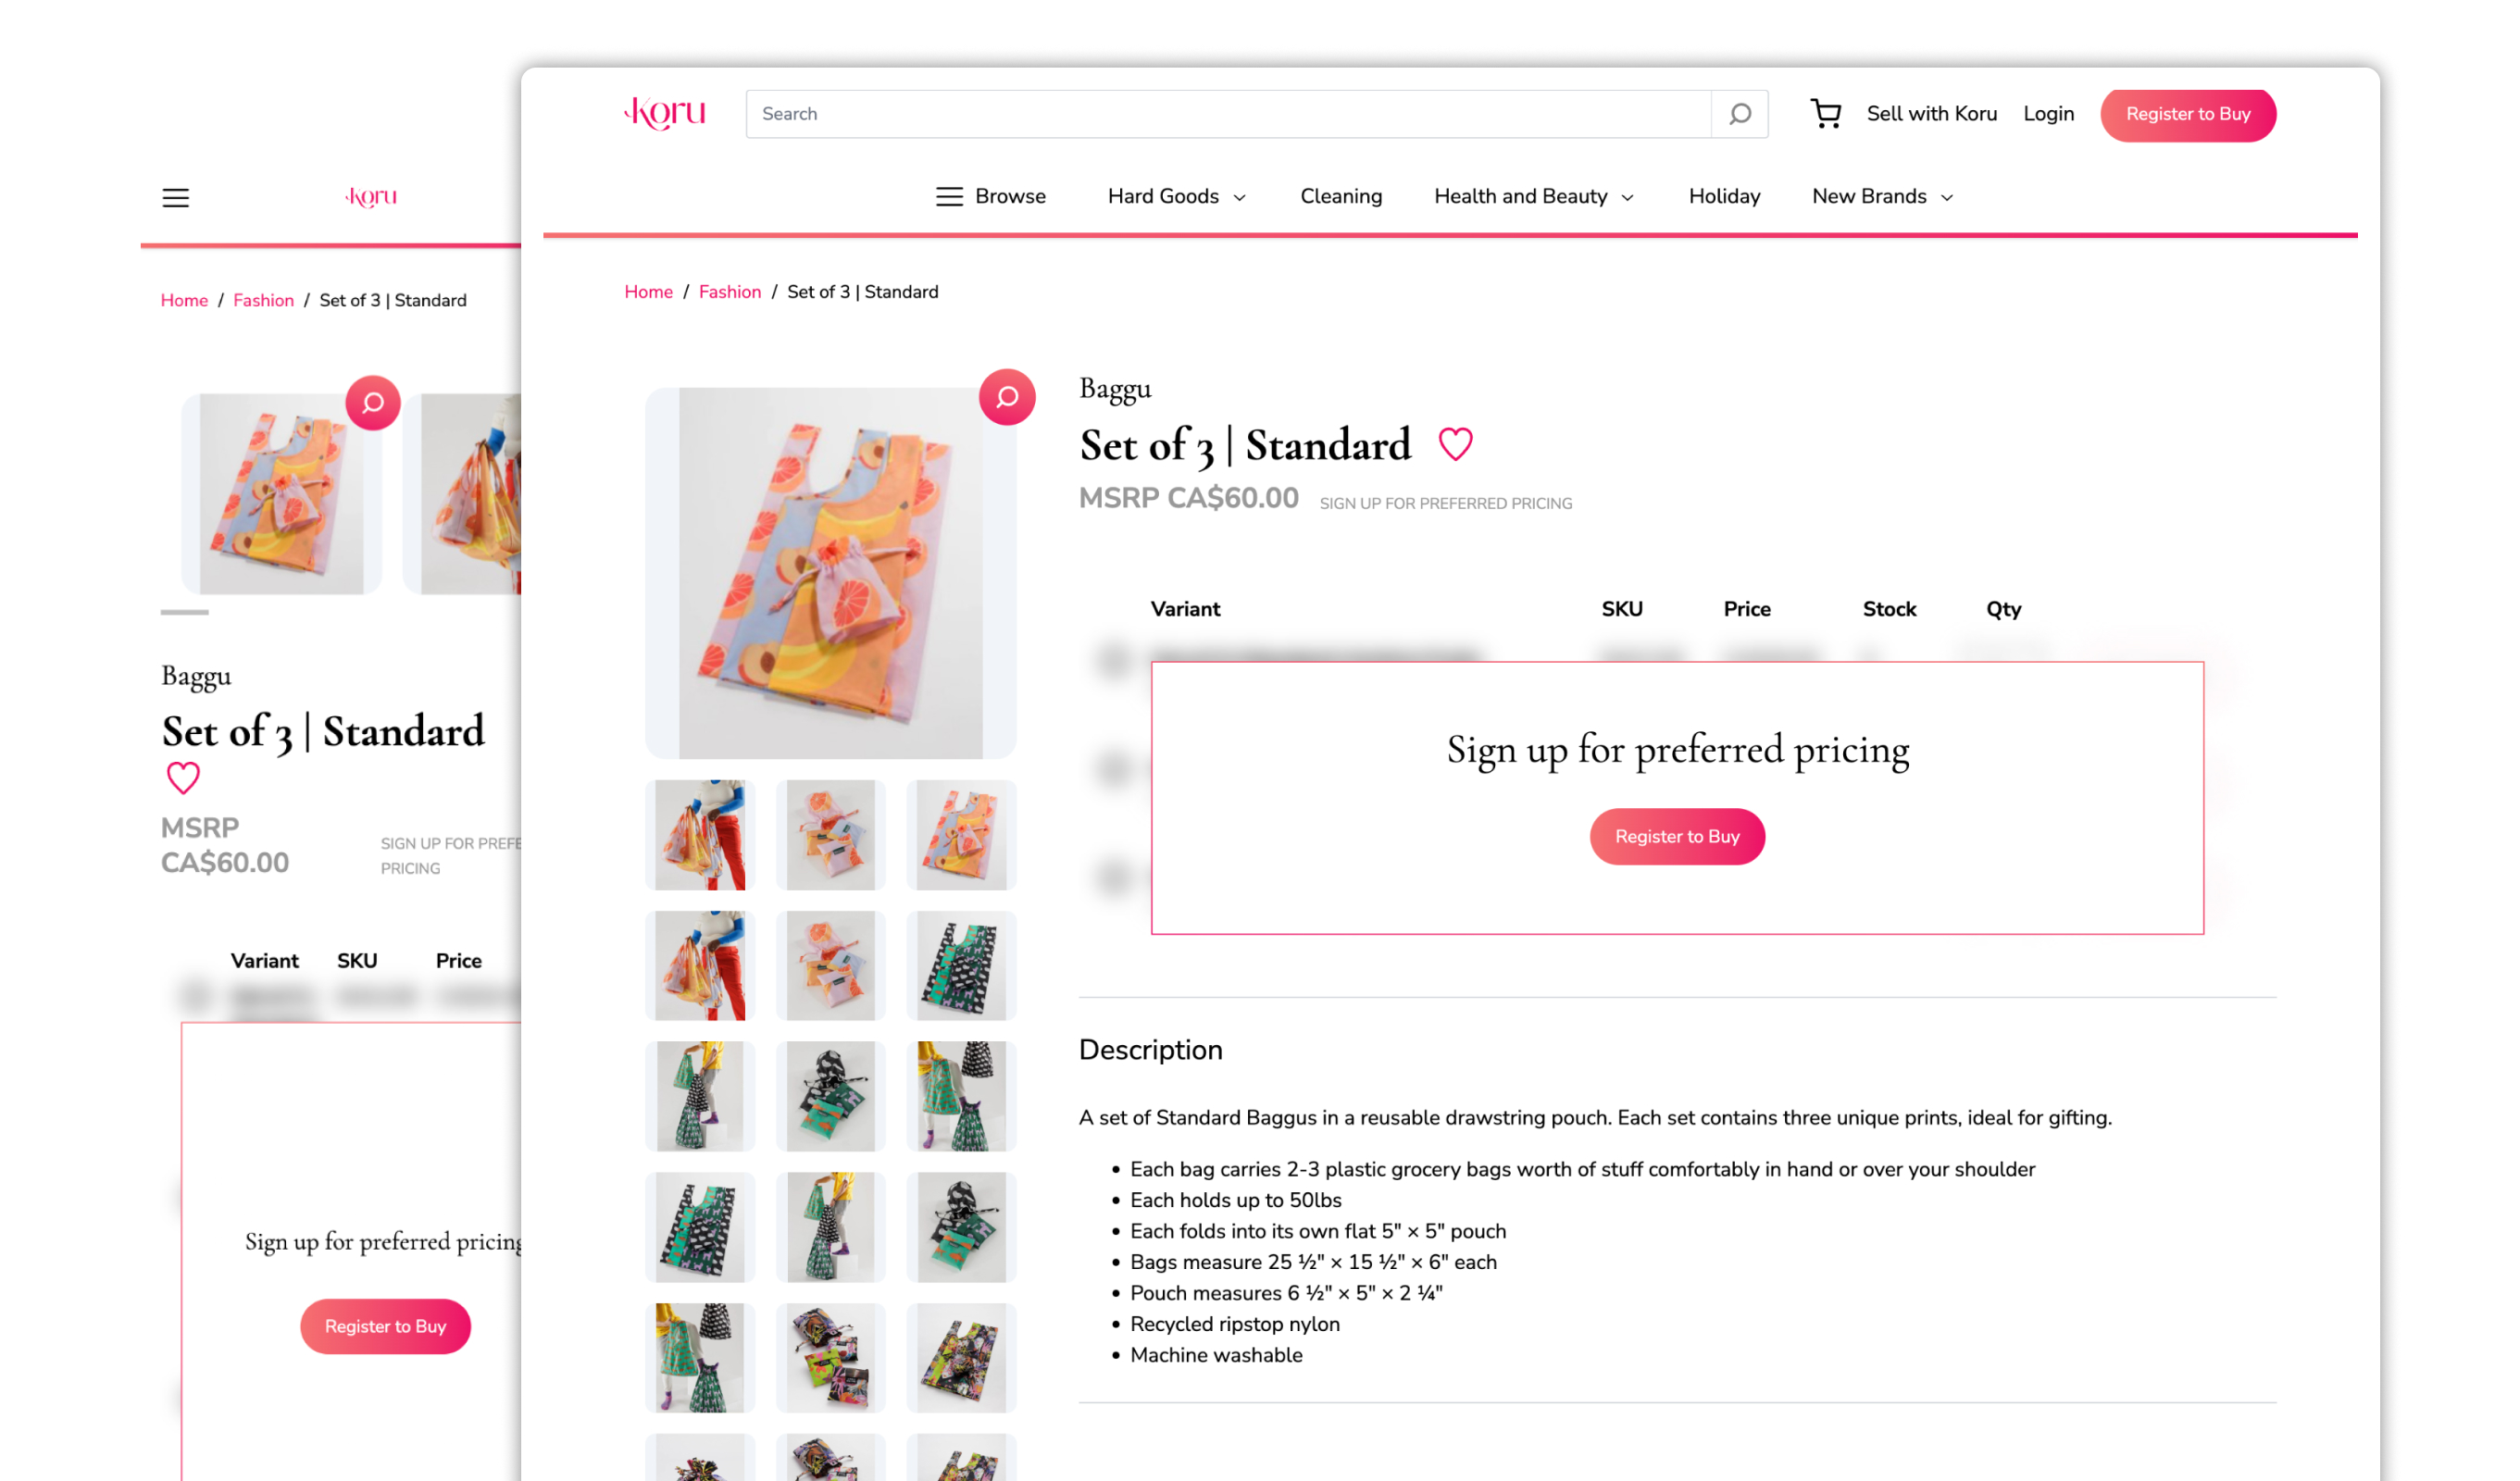 Koru
Home / Fashion / Set of 3 | Standard
Baggu
Set of 3 | Standard
MSRP
CA$60.00
SIGN UP FOR
PRICING
Variant SKU Price
Sign up for preferred pricing
Register to Buy
Koru
Search
Sell with Koru
Login
Register to Buy
Browse
Hard Goods
Cleaning
Health and Beauty
Holiday
New Brands
Home / Fashion / Set of 3 | Standard
Baggu
Set of 3 | Standard
MSRP CA$60.00 SIGN UP FOR PREFERRED PRICING
Variant SKU Price Stock Qty
Sign up for preferred pricing
Register to Buy
Description
A set of Standard Baggus in a reusable drawstring pouch. Each set contains three unique prints, ideal for gifting.
• Each bag carries 2-3 plastic grocery bags worth of stuff comfortably in hand or over your shoulder
• Each holds up to 50lbs
• Each folds into its own flat 5" × 5" pouch
• Bags measure 25 ½" × 15 ½" × 6" each
• Pouch measures 6 ½" × 5" × 2 ¼"
• Recycled ripstop nylon
• Machine washable